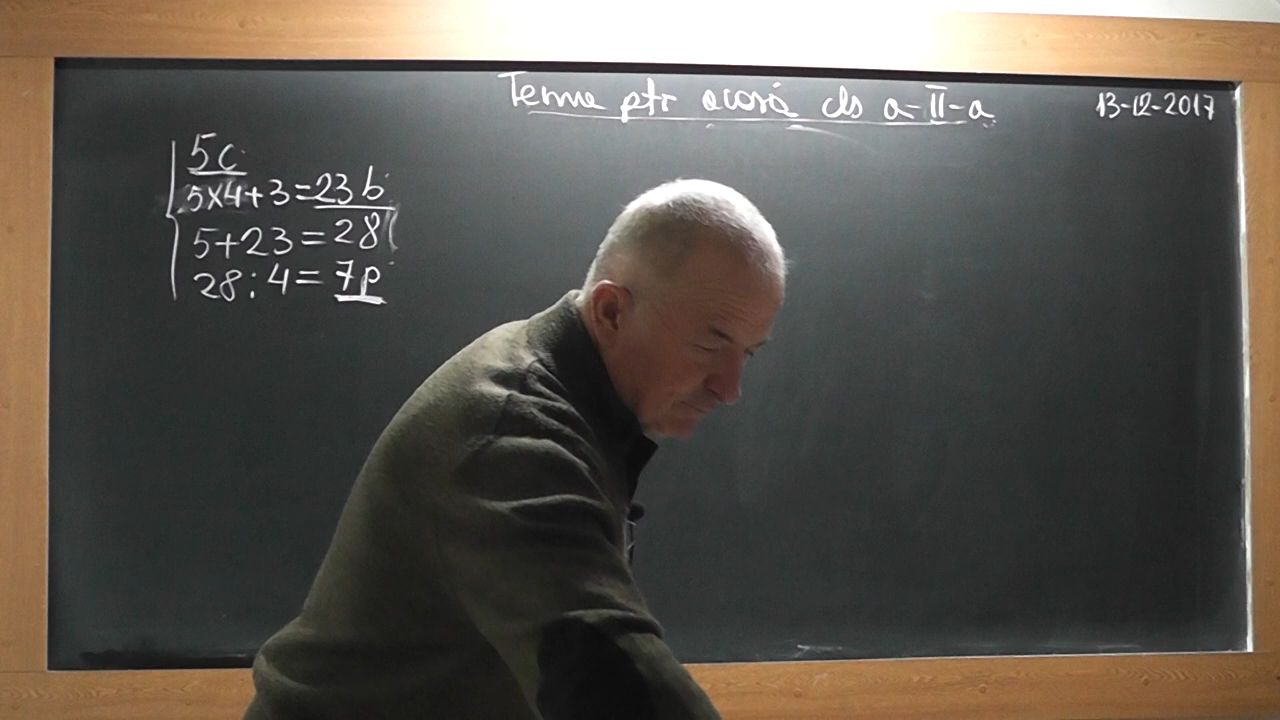 Teme ptr acasă cls a-II-a
13-12-2017
5c
5x4+3=23b
5+23=28
28:4=7p